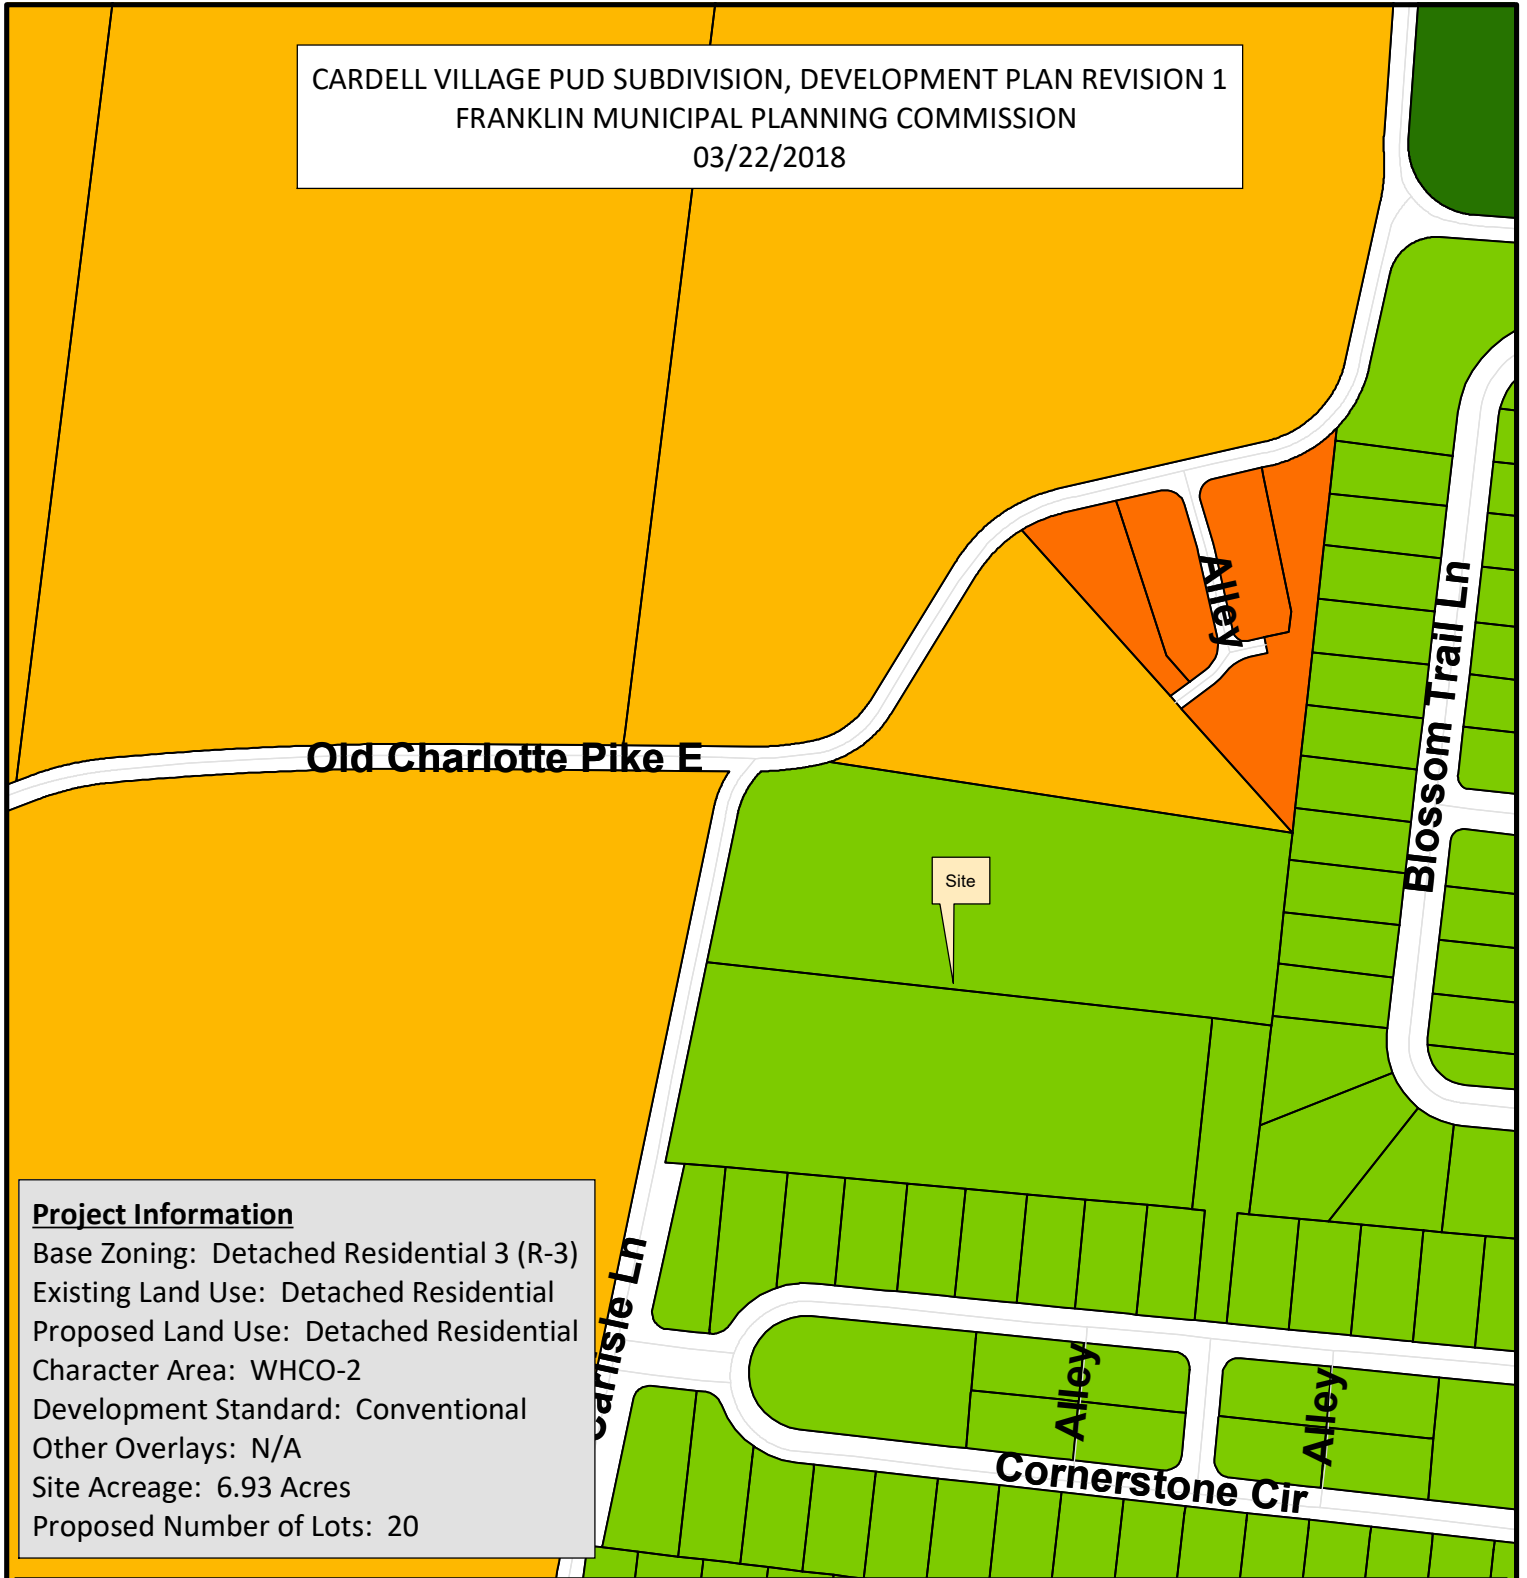 CARDELL VILLAGE PUD SUBDIVISION, DEVELOPMENT PLAN REVISION 1
FRANKLIN MUNICIPAL PLANNING COMMISSION
03/22/2018
Alley
Blossom Trail Ln
Old Charlotte Pike E
Site
Project Information
Base Zoning: Detached Residential 3 (R-3)
Existing Land Use: Detached Residential
Proposed Land Use: Detached Residential
Character Area: WHCO-2
Development Standard: Conventional
Other Overlays: N/A
Site Acreage: 6.93 Acres
Proposed Number of Lots: 20
Carlisle Ln
Alley
Alley
Cornerstone Cir